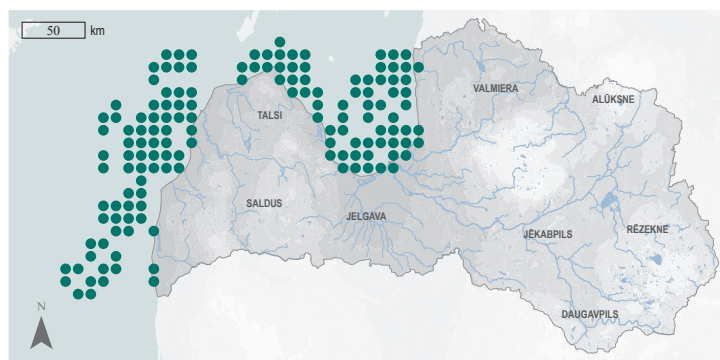 50 km
VALMIERA
ALŪKSNE
TALSI
SALDUS
JELGAVA
JĒKABPILS
RĒZEKNE
DAUGAVPILS
N